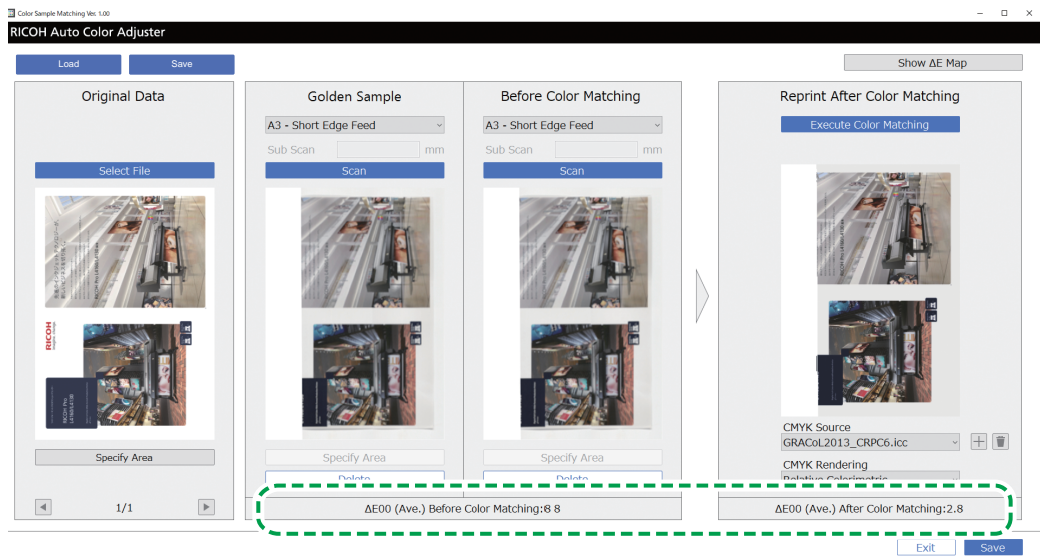 Color Sample Matching Ver. 1.00
RICOH Auto Color Adjuster
Load
Save
Show ΔE Map
Original Data
Select File
RICOH
RICOH Pro
Specify Area
1/1
Golden Sample
A3 - Short Edge Feed
Sub Scan
mm
Scan
Specify Area
Delete
Before Color Matching
A3 - Short Edge Feed
Sub Scan
mm
Scan
Specify Area
Delete
ΔE00 (Ave.) Before Color Matching:8 8
Reprint After Color Matching
Execute Color Matching
CMYK Source
GRACoL2013_CRPC6.icc
CMYK Rendering
Relative Colorimetric
ΔE00 (Ave.) After Color Matching:2.8
Exit
Save